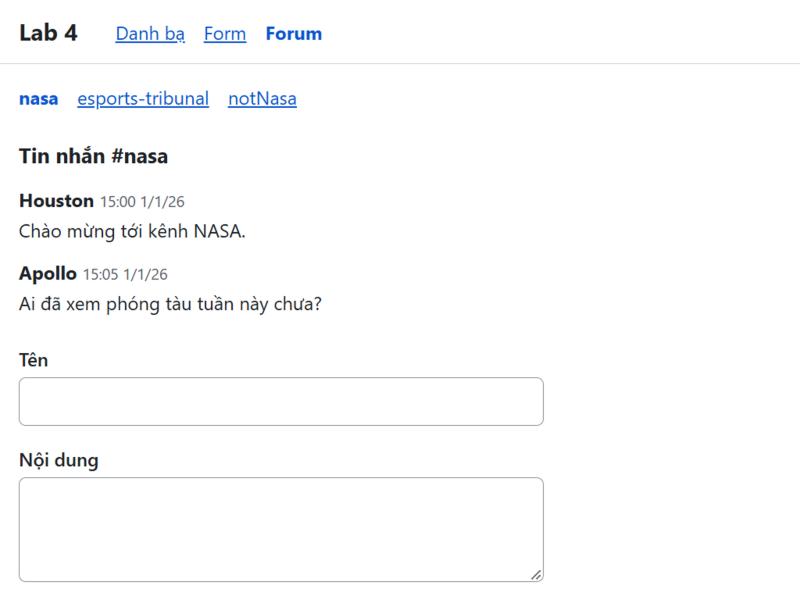 Lab 4 Danh bạ Form Forum
nasa esports-tribunal notNasa
Tin nhắn #nasa
Houston 15:00 1/1/26
Chào mừng tới kênh NASA.
Apollo 15:05 1/1/26
Ai đã xem phóng tàu tuần này chưa?
Tên
Nội dung